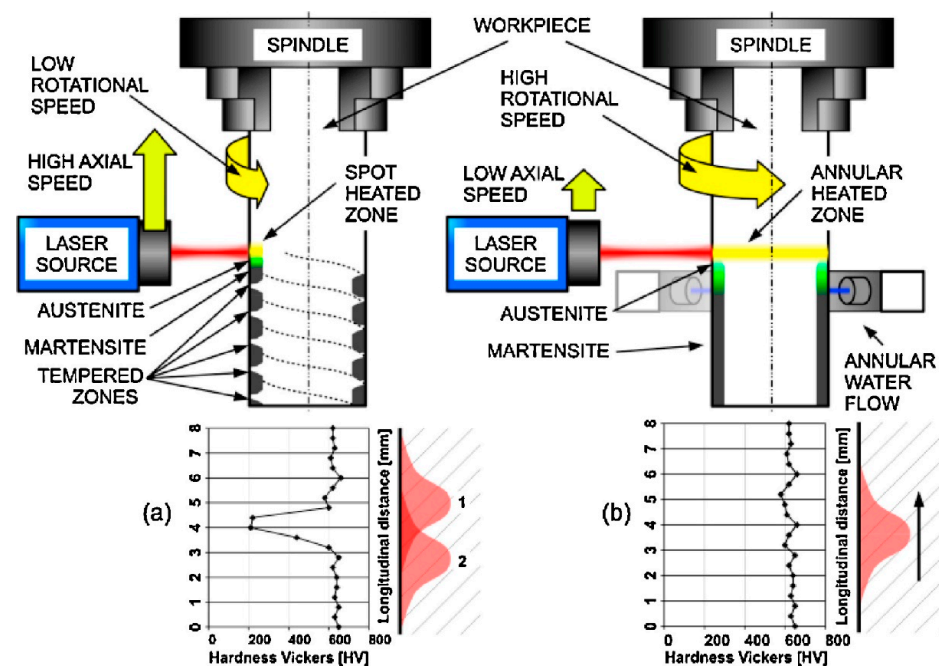 SPINDLE
WORKPIECE
SPINDLE
LOW
ROTATIONAL
SPEED
HIGH
ROTATIONAL
SPEED
HIGH AXIAL
SPEED
SPOT
HEATED
ZONE
LOW AXIAL
SPEED
ANNULAR
HEATED
ZONE
LASER
SOURCE
LASER
SOURCE
AUSTENITE
MARTENSITE
TEMPERED
ZONES
AUSTENITE
MARTENSITE
ANNULAR
WATER
FLOW
(a)
8
7
6
5
4
3
2
1
0
0 200 400 600 800
Hardness Vickers [HV]
Longitudinal distance [mm]
1
2
(b)
8
7
6
5
4
3
2
1
0
0 200 400 600 800
Hardness Vickers [HV]
Longitudinal distance [mm]